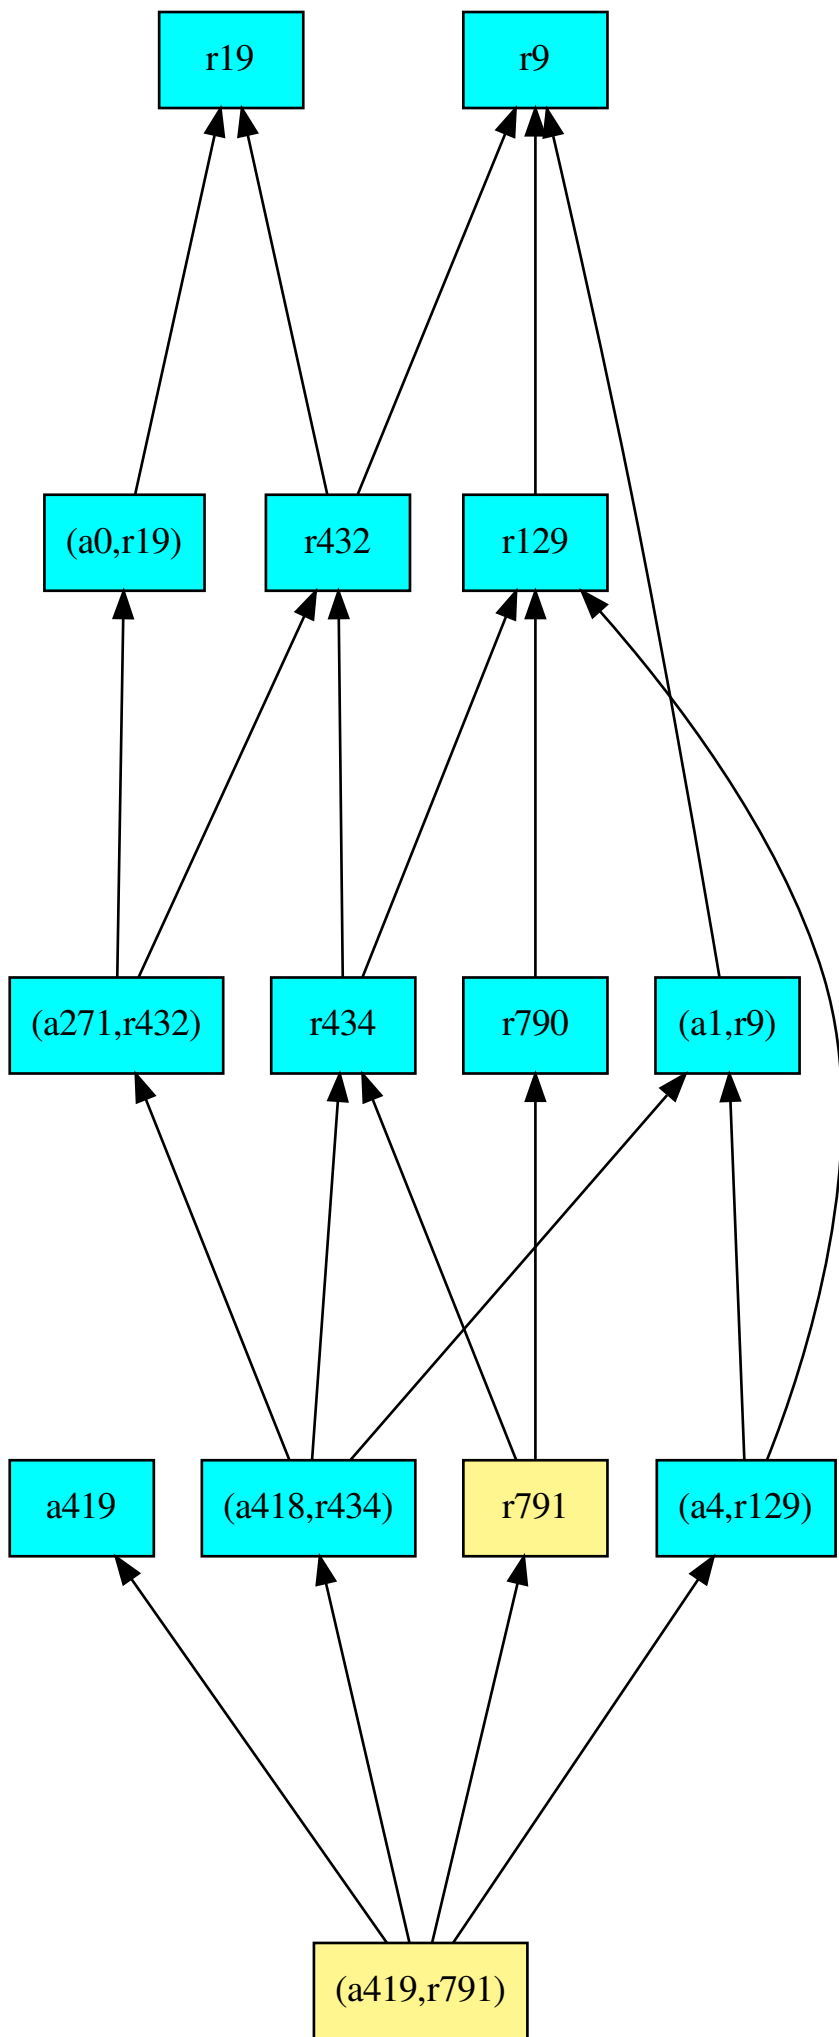 r19
r9
(a0,r19)
r432
r129
(a271,r432)
r434
r790
(a1,r9)
a419
(a418,r434)
r791
(a4,r129)
(a419,r791)